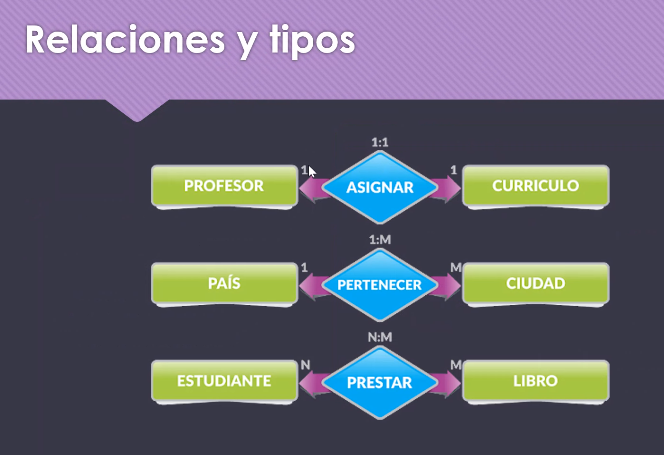 Relaciones y tipos
1:1
PROFESOR 1 ASIGNAR 1 CURRICULO
1:M
PAÍS 1 PERTENECER M CIUDAD
N:M
ESTUDIANTE N PRESTAR M LIBRO